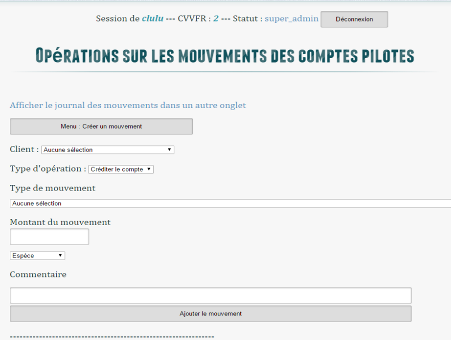 Session de clulu --- CVVFR : 2 --- Statut : super_admin Déconnexion
Opérations sur les mouvements des comptes pilotes
Afficher le journal des mouvements dans un autre onglet
Menu : Créer un mouvement
Client : Aucune sélection
Type d'opération : Créditer le compte
Type de mouvement
Aucune sélection
Montant du mouvement
Espèce
Commentaire
Ajouter le mouvement
----------------------------------------------------------------